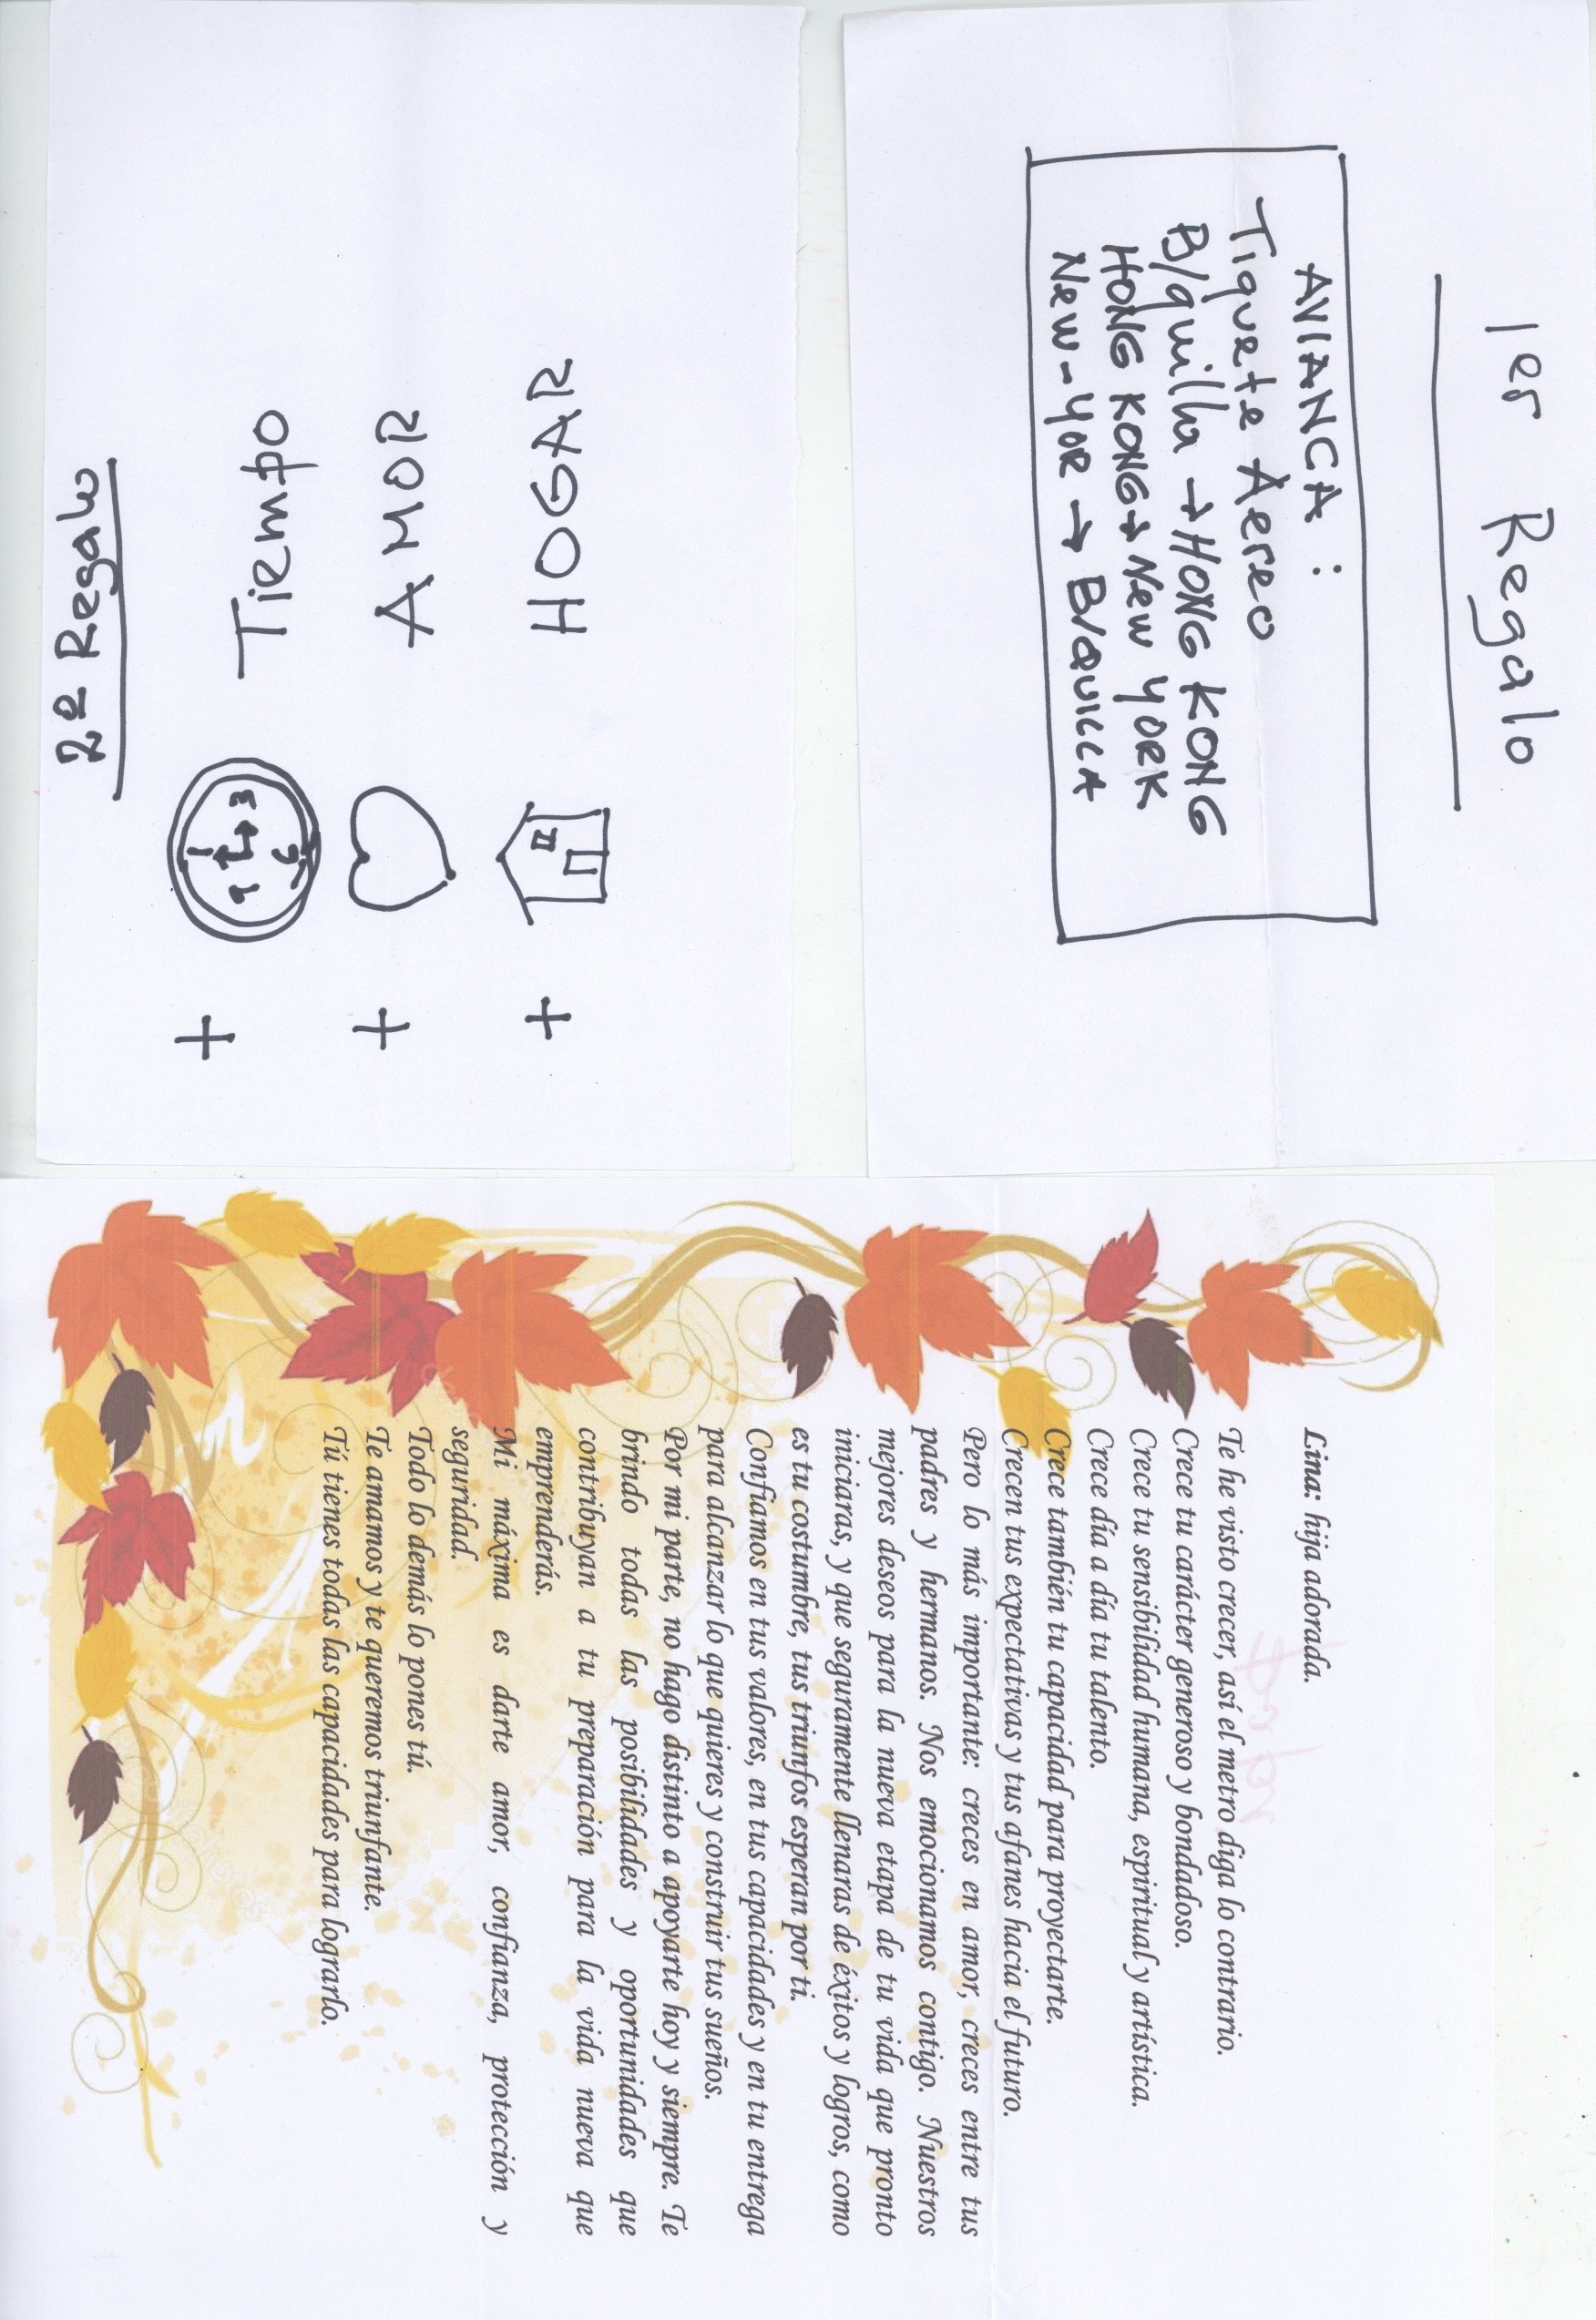 1er Regalo
AVIANCA :
Tiquete Aereo
B/quilla → HONG KONG
HONG KONG → New YORK
New-YOR → B/QUILLA
2º Regalo
+ Tiempo
+ AMOR
+ HOGAR
Lina: hija adorada.
Te he visto crecer, así el metro diga lo contrario.
Crece tu carácter generoso y bondadoso.
Crece tu sensibilidad humana, espiritual y artística.
Crece día a día tu talento.
Crece también tu capacidad para proyectarte.
Crecen tus expectativas y tus afanes hacia el futuro.
Pero lo más importante: creces en amor, creces entre tus
padres y hermanos. Nos emocionamos contigo. Nuestros
mejores deseos para la nueva etapa de tu vida que pronto
iniciaras, y que seguramente llenaras de éxitos y logros, como
es tu costumbre, tus triunfos esperan por ti.
Confiamos en tus valores, en tus capacidades y en tu entrega
para alcanzar lo que quieres y construir tus sueños.
Por mi parte, no hago distinto a apoyarte hoy y siempre. Te
brindo todas las posibilidades y oportunidades que
contribuyan a tu preparación para la vida nueva que
emprenderás.
Mi máxima es darte amor, confianza, protección y
seguridad.
Todo lo demás lo pones tú.
Te amamos y te queremos triunfante.
Tú tienes todas las capacidades para lograrlo.